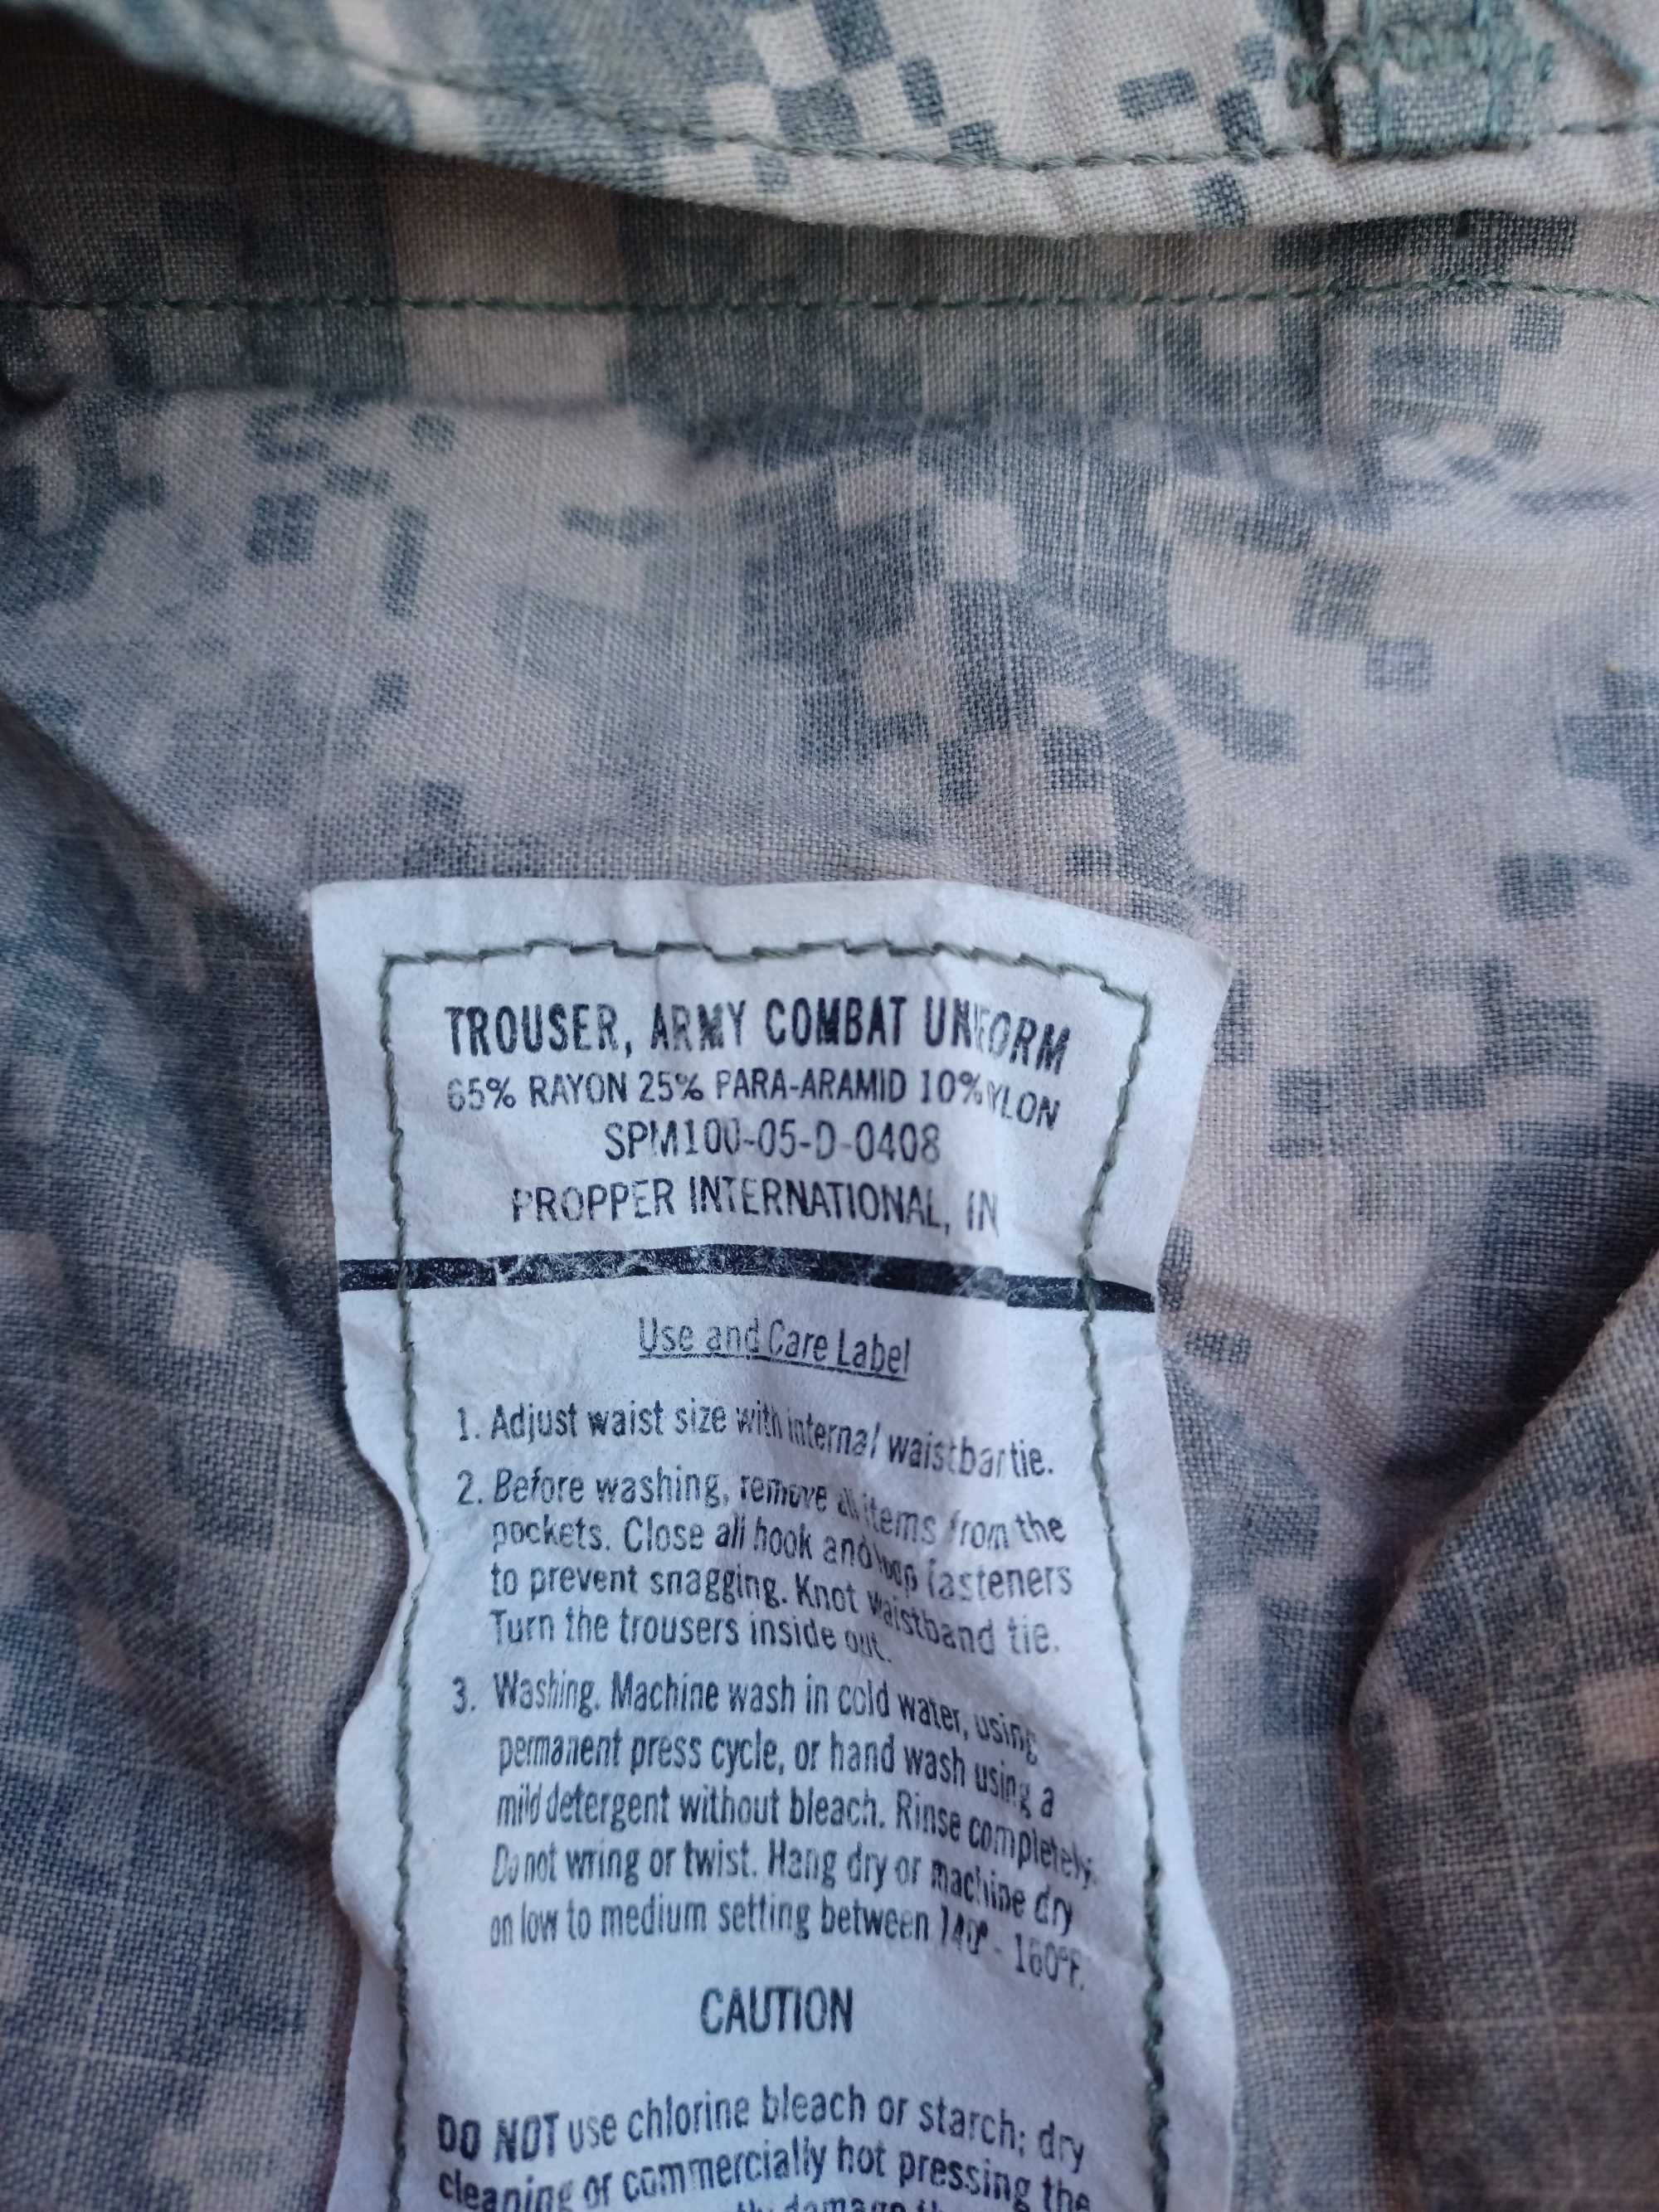 TROUSER, ARMY COMBAT UNIFORM
65% RAYON 25% PARA-ARAMID 10% YLON
SPM100-05-D-0408
PROPPER INTERNATIONAL, IN
Use and Care Label
1. Adjust waist size with internal waistbar tie.
2. Before washing, remove all items from the
pockets. Close all hook and loop fasteners
to prevent snagging. Knot waistband tie.
Turn the trousers inside out.
3. Washing. Machine wash in cold water, using
permanent press cycle, or hand wash using a
mild detergent without bleach. Rinse completely.
Do not wring or twist. Hang dry or machine dry
on low to medium setting between 140° - 160°F.
CAUTION
DO NOT use chlorine bleach or starch; dry
cleaning or commercially hot pressing the
damage